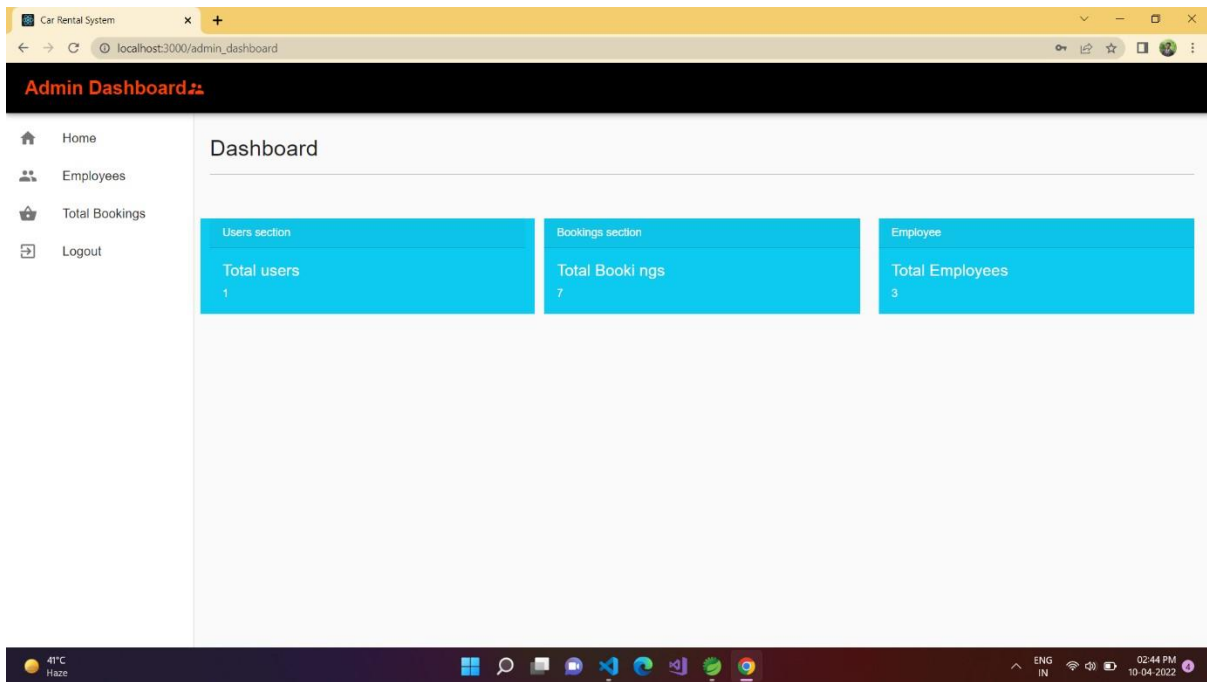 Car Rental System
localhost:3000/admin_dashboard
Admin Dashboard
Home
Employees
Total Bookings
Logout
Dashboard
Users section
Total users
1
Bookings section
Total Booki ngs
7
Employee
Total Employees
3
41°C
Haze
ENG
IN
02:44 PM
10-04-2022
4